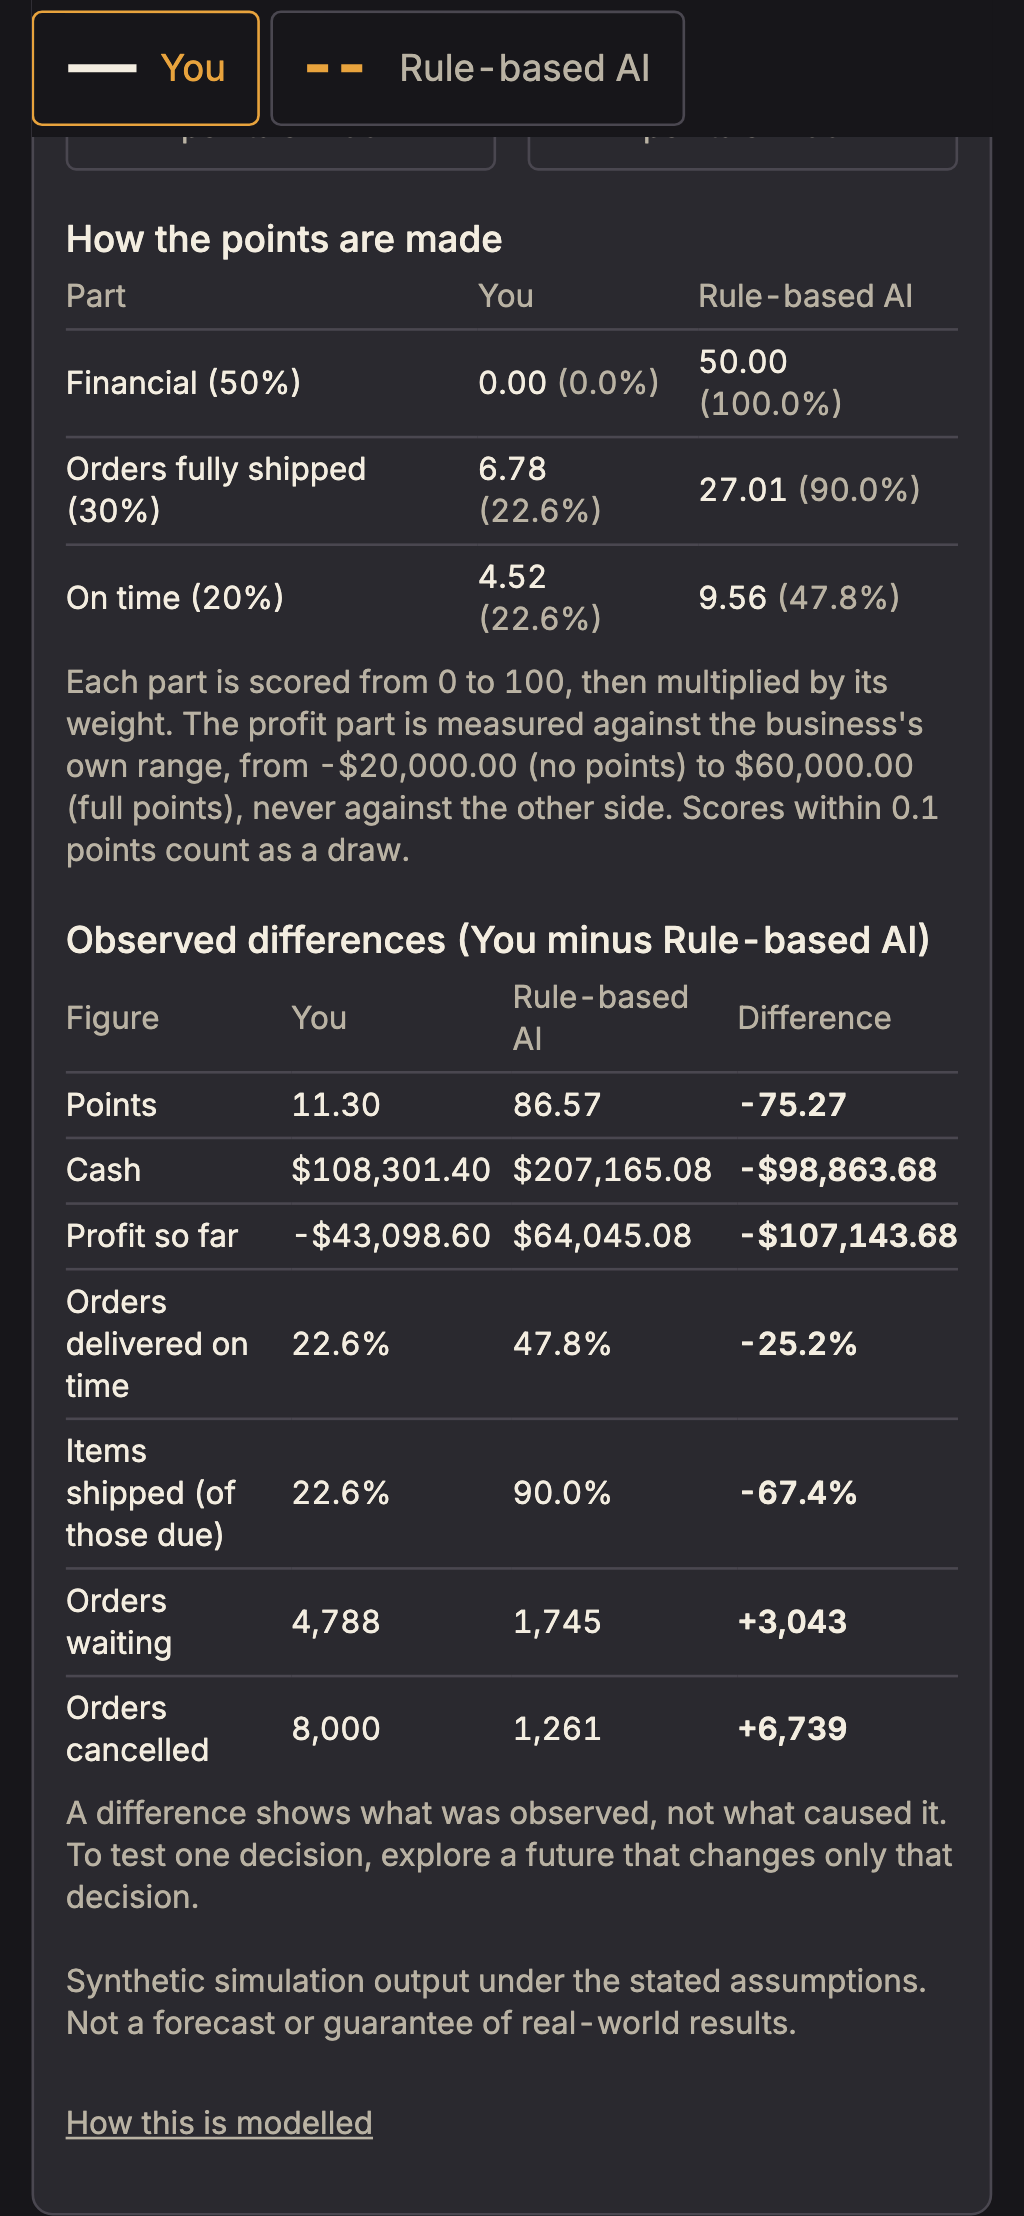 You
Rule-based AI
How the points are made
Part You Rule-based AI
Financial (50%) 0.00 (0.0%) 50.00
(100.0%)
Orders fully shipped
(30%) 6.78
(22.6%) 27.01 (90.0%)
On time (20%) 4.52
(22.6%) 9.56 (47.8%)
Each part is scored from 0 to 100, then multiplied by its
weight. The profit part is measured against the business's
own range, from -$20,000.00 (no points) to $60,000.00
(full points), never against the other side. Scores within 0.1
points count as a draw.
Observed differences (You minus Rule-based AI)
Figure You Rule-based
AI Difference
Points 11.30 86.57 -75.27
Cash $108,301.40 $207,165.08 -$98,863.68
Profit so far -$43,098.60 $64,045.08 -$107,143.68
Orders
delivered on
time 22.6% 47.8% -25.2%
Items
shipped (of
those due) 22.6% 90.0% -67.4%
Orders
waiting 4,788 1,745 +3,043
Orders
cancelled 8,000 1,261 +6,739
A difference shows what was observed, not what caused it.
To test one decision, explore a future that changes only that
decision.
Synthetic simulation output under the stated assumptions.
Not a forecast or guarantee of real-world results.
How this is modelled